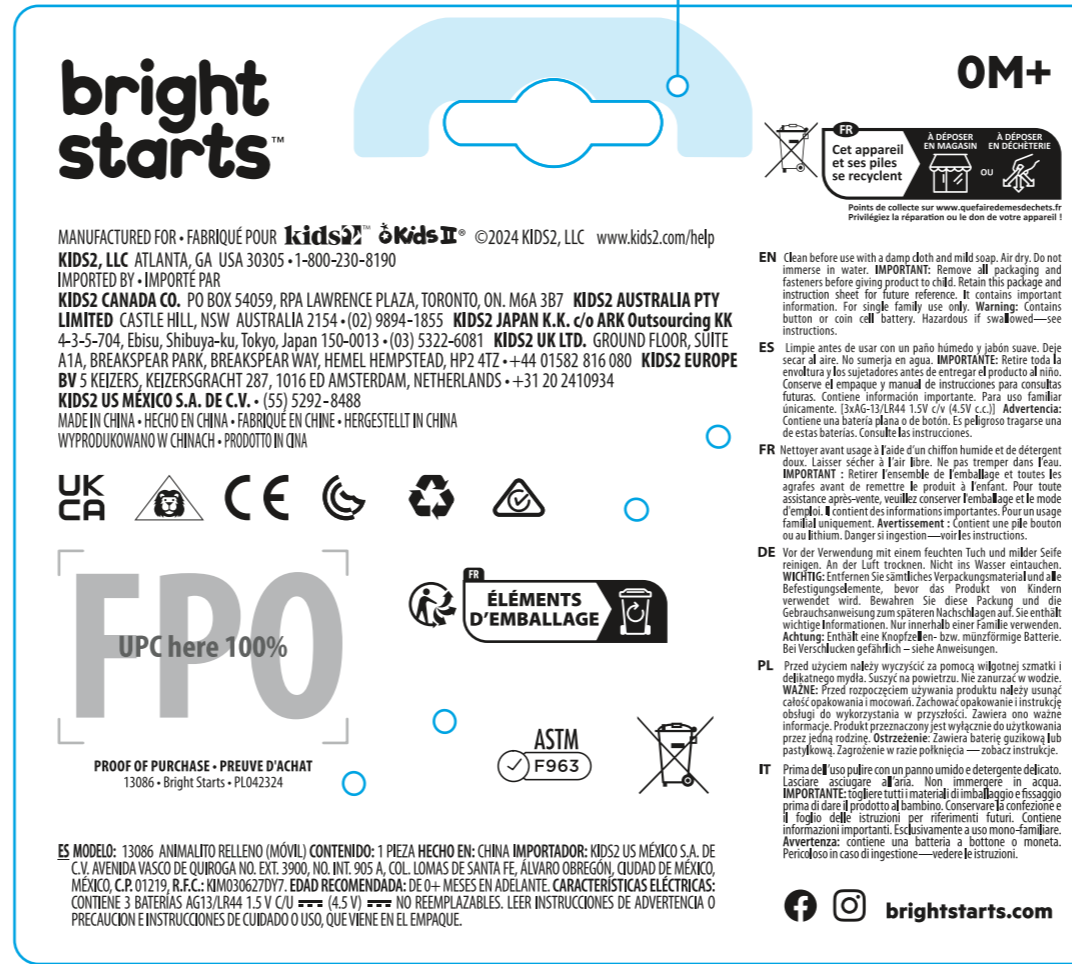 bright
starts™
0M+
FR
Cet appareil
et ses piles
se recyclent
À DÉPOSER
EN MAGASIN
OU
À DÉPOSER
EN DÉCHÈTERIE
Points de collecte sur www.quefairedemesdechets.fr
Privilégiez la réparation ou le don de votre appareil !
MANUFACTURED FOR • FABRIQUÉ POUR kids2™ Kids II® ©2024 KIDS2, LLC www.kids2.com/help
KIDS2, LLC ATLANTA, GA USA 30305 • 1-800-230-8190
IMPORTED BY • IMPORTÉ PAR
KIDS2 CANADA CO. PO BOX 54059, RPA LAWRENCE PLAZA, TORONTO, ON. M6A 3B7 KIDS2 AUSTRALIA PTY
LIMITED CASTLE HILL, NSW AUSTRALIA 2154 • (02) 9894-1855 KIDS2 JAPAN K.K. c/o ARK Outsourcing KK
4-3-5-704, Ebisu, Shibuya-ku, Tokyo, Japan 150-0013 • (03) 5322-6081 KIDS2 UK LTD. GROUND FLOOR, SUITE
A1A, BREAKSPEAR PARK, BREAKSPEAR WAY, HEMEL HEMPSTEAD, HP2 4TZ • +44 01582 816 080 KIDS2 EUROPE
BV 5 KEIZERS, KEIZERSGRACHT 287, 1016 ED AMSTERDAM, NETHERLANDS • +31 20 2410934
KIDS2 US MÉXICO S.A. DE C.V. • (55) 5292-8488
MADE IN CHINA • HECHO EN CHINA • FABRIQUÉ EN CHINE • HERGESTELLT IN CHINA
WYPRODUKOWANO W CHINACH • PRODOTTO IN CINA
UK
CA
CE
FPO
UPC here 100%
PROOF OF PURCHASE • PREUVE D'ACHAT
13086 • Bright Starts • PL042324
FR
ÉLÉMENTS
D'EMBALLAGE
ASTM
F963
ES MODELO: 13086 ANIMALITO RELLENO (MÓVIL) CONTENIDO: 1 PIEZA HECHO EN: CHINA IMPORTADOR: KIDS2 US MÉXICO S.A. DE
C.V. AVENIDA VASCO DE QUIROGA NO. EXT. 3900, NO. INT. 905 A, COL. LOMAS DE SANTA FE, ÁLVARO OBREGÓN, CIUDAD DE MÉXICO,
MÉXICO, C.P. 01219, R.F.C.: KIM030627DY7. EDAD RECOMENDADA: DE 0+ MESES EN ADELANTE. CARACTERÍSTICAS ELÉCTRICAS:
CONTIENE 3 BATERÍAS AG13/LR44 1.5 V C/U (4.5 V) NO REEMPLAZABLES. LEER INSTRUCCIONES DE ADVERTENCIA O
PRECAUCION E INSTRUCCIONES DE CUIDADO O USO, QUE VIENE EN EL EMPAQUE.
EN Clean before use with a damp cloth and mild soap. Air dry. Do not
immerse in water. IMPORTANT: Remove all packaging and
fasteners before giving product to child. Retain this package and
instruction sheet for future reference. It contains important
information. For single family use only. Warning: Contains
button or coin cell battery. Hazardous if swallowed—see
instructions.
ES Limpie antes de usar con un paño húmedo y jabón suave. Deje
secar al aire. No sumerja en agua. IMPORTANTE: Retire toda la
envoltura y los sujetadores antes de entregar el producto al niño.
Conserve el empaque y manual de instrucciones para consultas
futuras. Contiene información importante. Para uso familiar
únicamente. [3xAG-13/LR44 1.5V c/v (4.5V c.c.)] Advertencia:
Contiene una batería plana o de botón. Es peligroso tragarse una
de estas baterías. Consulte las instrucciones.
FR Nettoyer avant usage à l'aide d'un chiffon humide et de détergent
doux. Laisser sécher à l'air libre. Ne pas tremper dans l'eau.
IMPORTANT : Retirer l'ensemble de l'emballage et toutes les
agrafes avant de remettre le produit à l'enfant. Pour toute
assistance après-vente, veuillez conserver l'emballage et le mode
d'emploi. Il contient des informations importantes. Pour un usage
familial uniquement. Avertissement : Contient une pile bouton
ou au lithium. Danger si ingestion—voir les instructions.
DE Vor der Verwendung mit einem feuchten Tuch und milder Seife
reinigen. An der Luft trocknen. Nicht ins Wasser eintauchen.
WICHTIG: Entfernen Sie sämtliches Verpackungsmaterial und alle
Befestigungselemente, bevor das Produkt von Kindern
verwendet wird. Bewahren Sie diese Packung und die
Gebrauchsanweisung zum späteren Nachschlagen auf. Sie enthält
wichtige Informationen. Nur innerhalb einer Familie verwenden.
Achtung: Enthält eine Knopfzellen- bzw. münzförmige Batterie.
Bei Verschlucken gefährlich – siehe Anweisungen.
PL Przed użyciem należy wyczyścić za pomocą wilgotnej szmatki i
delikatnego mydła. Suszyć na powietrzu. Nie zanurzać w wodzie.
WAŻNE: Przed rozpoczęciem używania produktu należy usunąć
całość opakowania i mocowań. Zachować opakowanie i instrukcję
obsługi do wykorzystania w przyszłości. Zawiera ono ważne
informacje. Produkt przeznaczony jest wyłącznie do użytkowania
przez jedną rodzinę. Ostrzeżenie: Zawiera baterię guzikową lub
pastylkową. Zagrożenie w razie połknięcia — zobacz instrukcje.
IT Prima dell'uso pulire con un panno umido e detergente delicato.
Lasciare asciugare all'aria. Non immergere in acqua.
IMPORTANTE: togliere tutti i materiali di imballaggio e fissaggio
prima di dare il prodotto al bambino. Conservare la confezione e
il foglio delle istruzioni per riferimenti futuri. Contiene
informazioni importanti. Esclusivamente a uso mono-familiare.
Avvertenza: contiene una batteria a bottone o moneta.
Pericoloso in caso di ingestione—vedere le istruzioni.
brightstarts.com